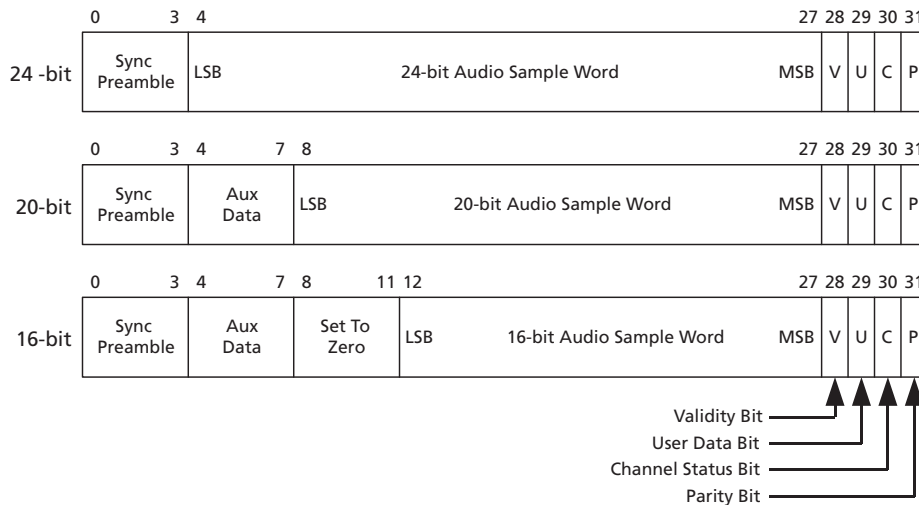 0 3 4 27 28 29 30 31
24 -bit Sync Preamble LSB 24-bit Audio Sample Word MSB V U C P
0 3 4 7 8 27 28 29 30 31
20-bit Sync Preamble Aux Data LSB 20-bit Audio Sample Word MSB V U C P
0 3 4 7 8 11 12 27 28 29 30 31
16-bit Sync Preamble Aux Data Set To Zero LSB 16-bit Audio Sample Word MSB V U C P
Validity Bit
User Data Bit
Channel Status Bit
Parity Bit